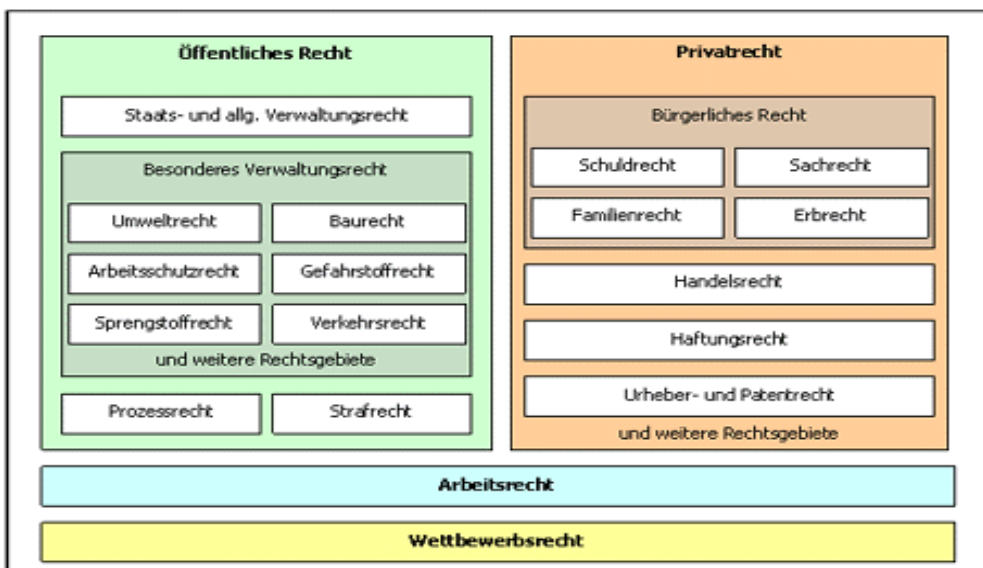 Öffentliches Recht
Staats- und allg. Verwaltungsrecht
Besonderes Verwaltungsrecht
Umweltrecht
Baurecht
Arbeitsschutzrecht
Gefahrstoffrecht
Sprengstoffrecht
Verkehrsrecht
und weitere Rechtsgebiete
Prozessrecht
Strafrecht
Privatrecht
Bürgerliches Recht
Schuldrecht
Sachrecht
Familienrecht
Erbrecht
Handelsrecht
Haftungsrecht
Urheber- und Patentrecht
und weitere Rechtsgebiete
Arbeitsrecht
Wettbewerbsrecht